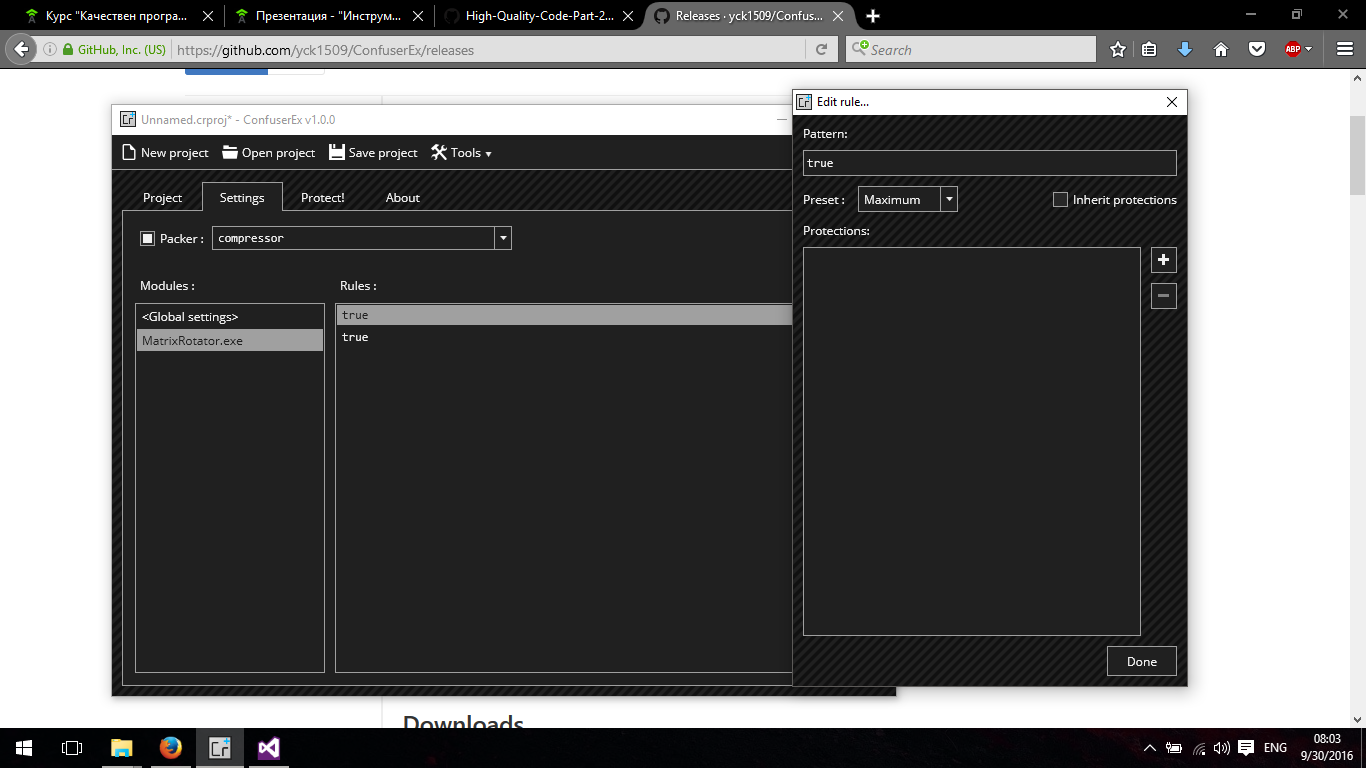 Курс "Качествен програ...
Презентация - "Инструм...
High-Quality-Code-Part-2...
Releases · yck1509/Confus...
GitHub, Inc. (US)
https://github.com/yck1509/ConfuserEx/releases
Search
ABP
Unnamed.crproj* - ConfuserEx v1.0.0
New project
Open project
Save project
Tools
Project
Settings
Protect!
About
Packer :
compressor
Modules :
Rules :
<Global settings>
MatrixRotator.exe
true
true
Edit rule...
Pattern:
true
Preset :
Maximum
Inherit protections
Protections:
Done
Downloads
ENG
08:03
9/30/2016